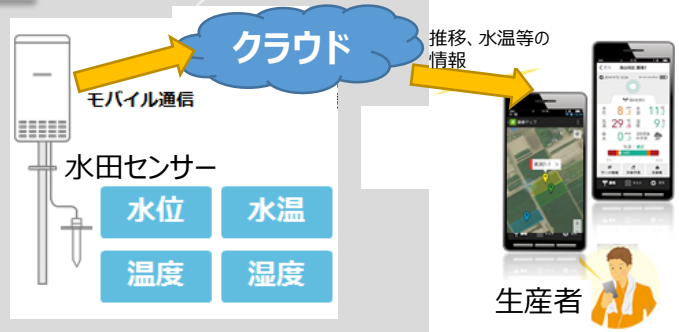 クラウド
推移、水温等の
情報
モバイル通信
水田センサー
水位
水温
温度
湿度
生産者